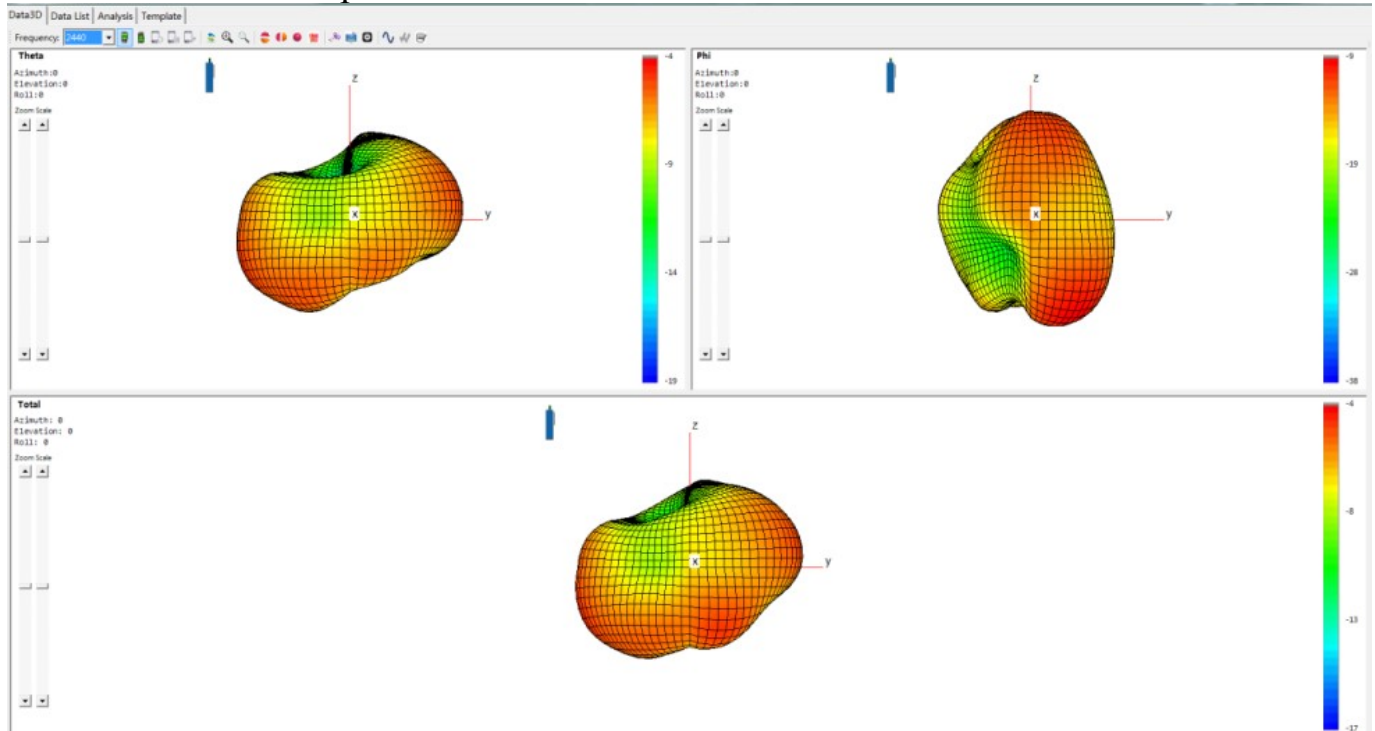 Data3D Data List Analysis Template
Frequency: 2440
Theta
Azimuth:0
Elevation:0
Roll:0
Zoom Scale
z
x
y
-4
-9
-14
-19
Phi
Azimuth:0
Elevation:0
Roll:0
Zoom Scale
z
x
y
-9
-19
-28
-38
Total
Azimuth: 0
Elevation: 0
Roll: 0
Zoom Scale
z
x
y
-4
-8
-13
-17